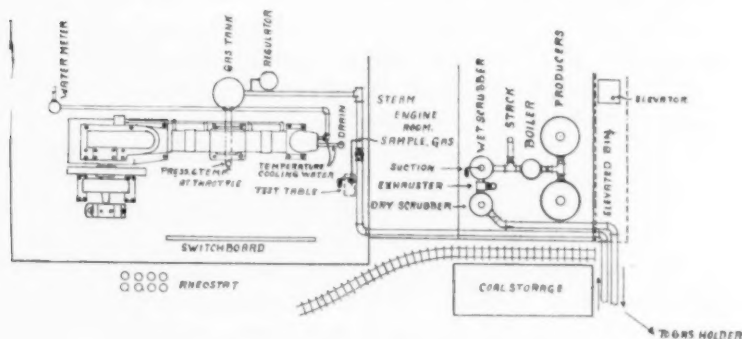 WATER METER
GAS TANK
REGULATOR
STEAM
ENGINE
ROOM.
DRAIN
SAMPLE, GAS
PRESS. & TEMP
AT THROTTLE
TEMPERATURE
COOLING WATER
TEST TABLE
SWITCHBOARD
RHEOSTAT
WET SCRUBBER
STACK
BOILER
PRODUCERS
ELEVATOR
ELEVATED BINS
SUCTION
EXHAUSTER
DRY SCRUBBER
COAL STORAGE
TO GAS HOLDER